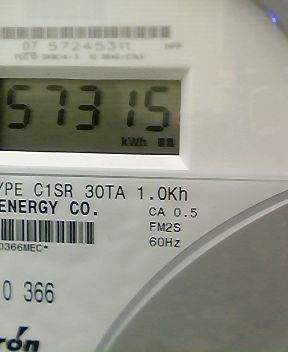 07 57245311
57315
kWh
YPE C1SR 30TA 1.0Kh
ENERGY CO.
CA 0.5
FM2S
60Hz
0366MEC*
0 366
rón